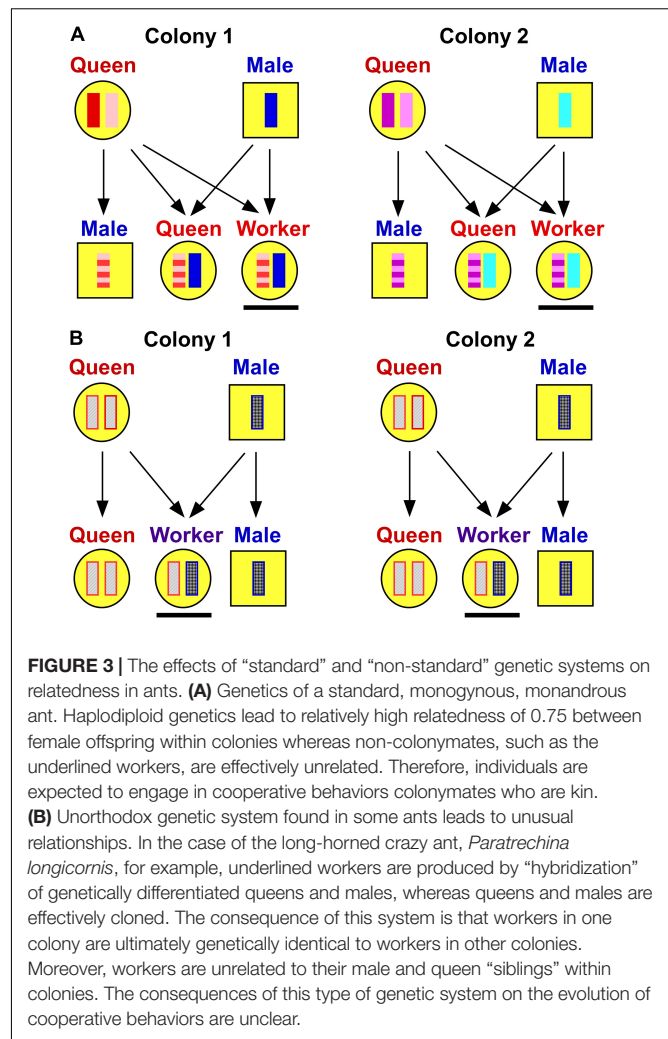 A
Colony 1 Colony 2
Queen Male Queen Male
Male Queen Worker Male Queen Worker
B
Colony 1 Colony 2
Queen Male Queen Male
Queen Worker Male Queen Worker Male
FIGURE 3 | The effects of “standard” and “non-standard” genetic systems on
relatedness in ants. (A) Genetics of a standard, monogynous, monandrous
ant. Haplodiploid genetics lead to relatively high relatedness of 0.75 between
female offspring within colonies whereas non-colonymates, such as the
underlined workers, are effectively unrelated. Therefore, individuals are
expected to engage in cooperative behaviors colonymates who are kin.
(B) Unorthodox genetic system found in some ants leads to unusual
relationships. In the case of the long-horned crazy ant, Paratrechina
longicornis, for example, underlined workers are produced by “hybridization”
of genetically differentiated queens and males, whereas queens and males are
effectively cloned. The consequence of this system is that workers in one
colony are ultimately genetically identical to workers in other colonies.
Moreover, workers are unrelated to their male and queen “siblings” within
colonies. The consequences of this type of genetic system on the evolution of
cooperative behaviors are unclear.